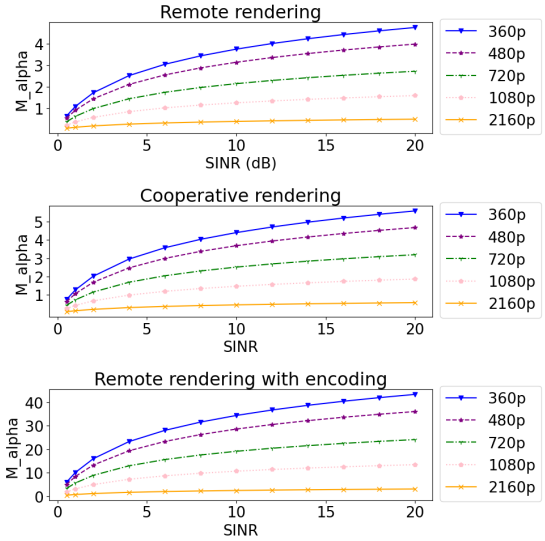 Remote rendering
M_alpha
4
3
2
1
0
5
10
15
20
SINR (dB)
360p
480p
720p
1080p
2160p
Cooperative rendering
M_alpha
5
4
3
2
1
0
5
10
15
20
SINR
360p
480p
720p
1080p
2160p
Remote rendering with encoding
M_alpha
40
30
20
10
0
0
5
10
15
20
SINR
360p
480p
720p
1080p
2160p